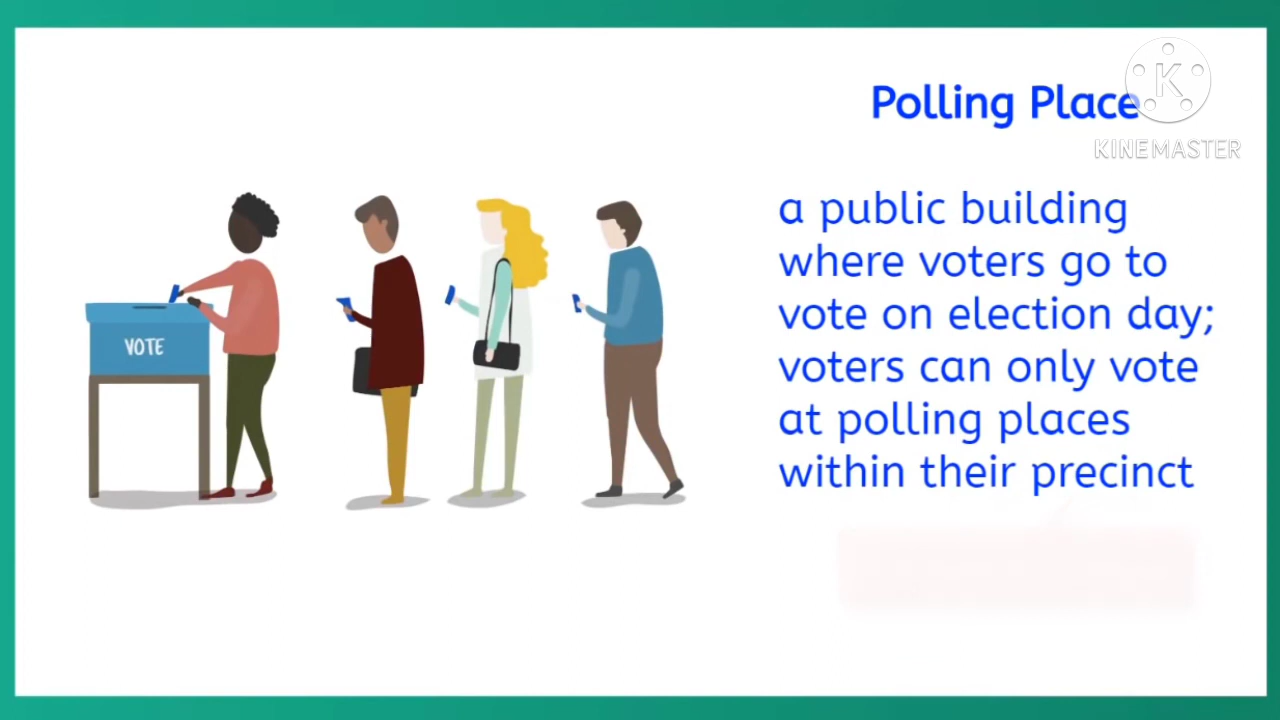 Polling Place
K
KINEMASTER
a public building
where voters go to
vote on election day;
voters can only vote
at polling places
within their precinct
VOTE